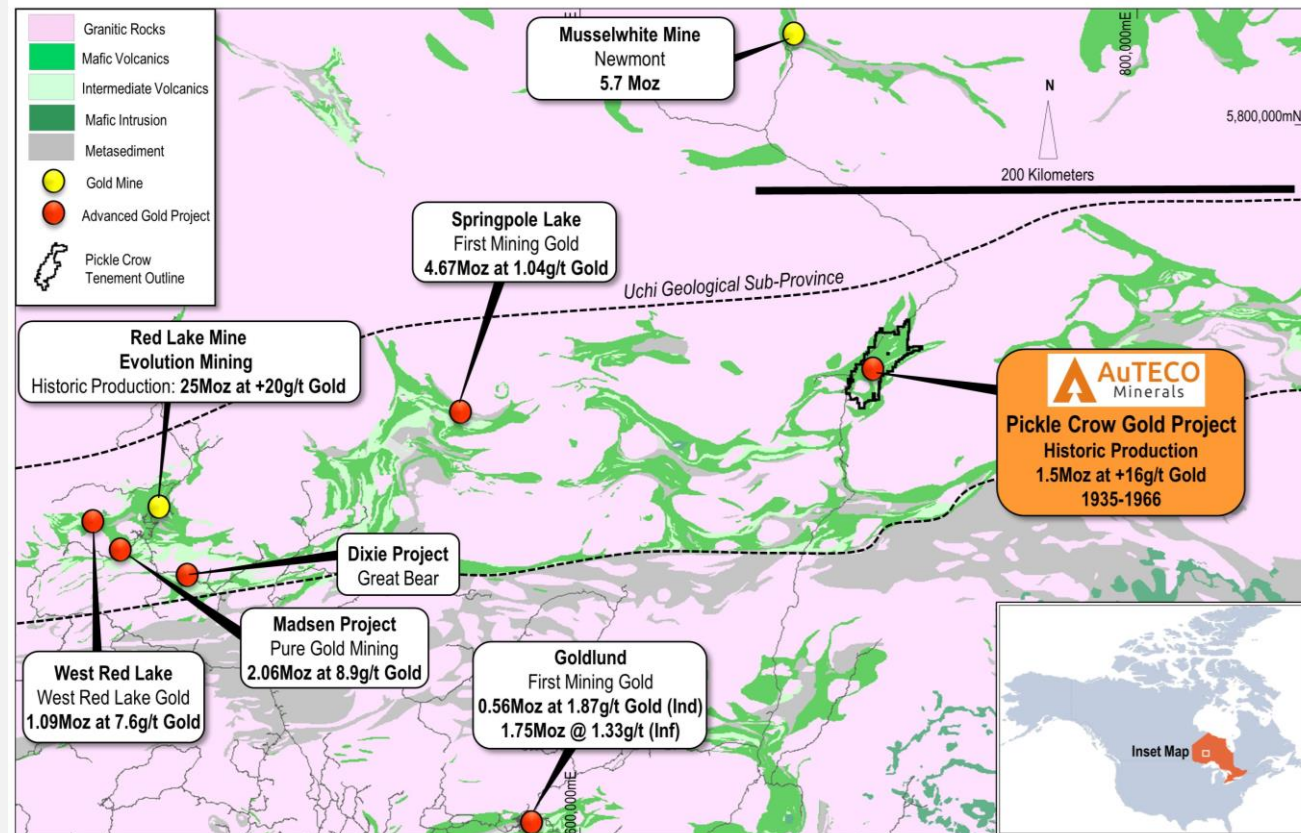 Granitic Rocks
Mafic Volcanics
Intermediate Volcanics
Mafic Intrusion
Metasediment
Gold Mine
Advanced Gold Project
Pickle Crow
Tenement Outline
Musselwhite Mine
Newmont
5.7 Moz
800,000mE
N
5,800,000mN
200 Kilometers
Springpole Lake
First Mining Gold
4.67Moz at 1.04g/t Gold
Uchi Geological Sub-Province
Red Lake Mine
Evolution Mining
Historic Production: 25Moz at +20g/t Gold
AuTECO
Minerals
Pickle Crow Gold Project
Historic Production
1.5Moz at +16g/t Gold
1935-1966
Dixie Project
Great Bear
Madsen Project
Pure Gold Mining
2.06Moz at 8.9g/t Gold
West Red Lake
West Red Lake Gold
1.09Moz at 7.6g/t Gold
Goldlund
First Mining Gold
0.56Moz at 1.87g/t Gold (Ind)
1.75Moz @ 1.33g/t (Inf)
600,000mE
Inset Map